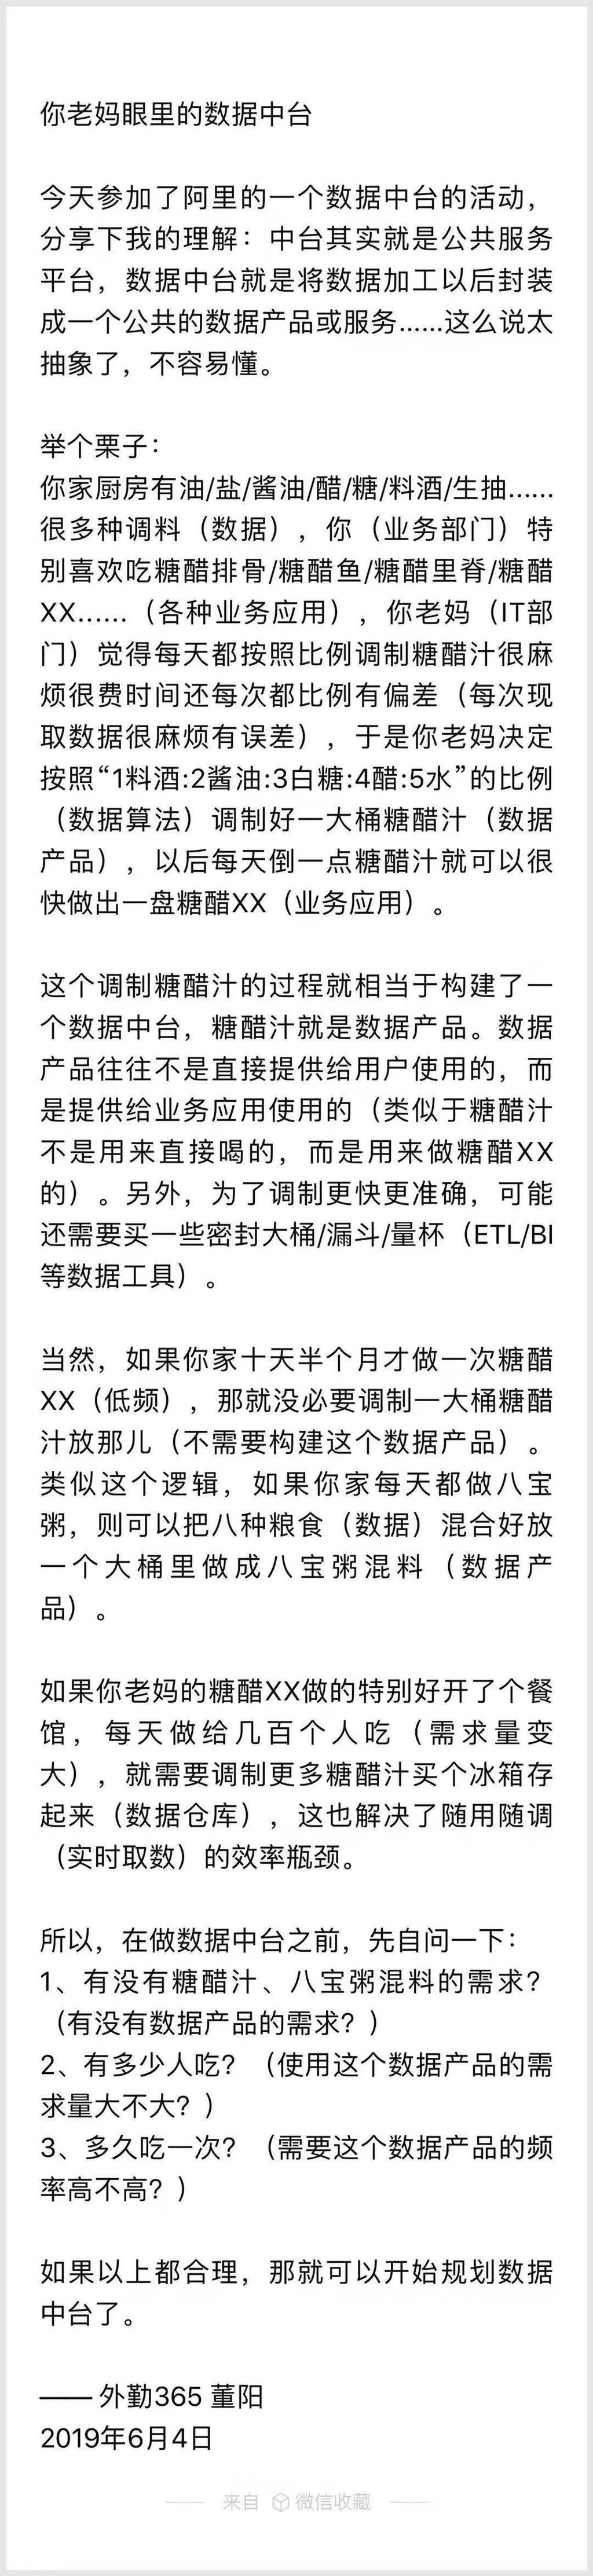 你老妈眼里的数据中台
今天参加了阿里的一个数据中台的活动，
分享下我的理解：中台其实就是公共服务
平台，数据中台就是将数据加工以后封装
成一个公共的数据产品或服务……这么说太
抽象了，不容易懂。
举个栗子：
你家厨房有油/盐/酱油/醋/糖/料酒/生抽……
很多种调料（数据），你（业务部门）特
别喜欢吃糖醋排骨/糖醋鱼/糖醋里脊/糖醋
XX……（各种业务应用），你老妈（IT部
门）觉得每天都按照比例调制糖醋汁很麻
烦很费时间还每次都比例有偏差（每次现
取数据很麻烦有误差），于是你老妈决定
按照“1料酒:2酱油:3白糖:4醋:5水”的比例
（数据算法）调制好一大桶糖醋汁（数据
产品），以后每天倒一点糖醋汁就可以很
快做出一盘糖醋XX（业务应用）。
这个调制糖醋汁的过程就相当于构建了一
个数据中台，糖醋汁就是数据产品。数据
产品往往不是直接提供给用户使用的，而
是提供给业务应用使用的（类似于糖醋汁
不是用来直接喝的，而是用来做糖醋XX
的）。另外，为了调制更快更准确，可能
还需要买一些密封大桶/漏斗/量杯（ETL/BI
等数据工具）。
当然，如果你家十天半个月才做一次糖醋
XX（低频），那就没必要调制一大桶糖醋
汁放那儿（不需要构建这个数据产品）。
类似这个逻辑，如果你家每天都做八宝
粥，则可以把八种粮食（数据）混合好放
一个大桶里做成八宝粥混料（数据产
品）。
如果你老妈的糖醋XX做的特别好开了个餐
馆，每天做给几百个人吃（需求量变
大），就需要调制更多糖醋汁买个冰箱存
起来（数据仓库），这也解决了随用随调
（实时取数）的效率瓶颈。
所以，在做数据中台之前，先自问一下：
1、有没有糖醋汁、八宝粥混料的需求？
（有没有数据产品的需求？）
2、有多少人吃？（使用这个数据产品的需
求量大不大？）
3、多久吃一次？（需要这个数据产品的频
率高不高？）
如果以上都合理，那就可以开始规划数据
中台了。
—— 外勤365 董阳
2019年6月4日
来自 微信收藏